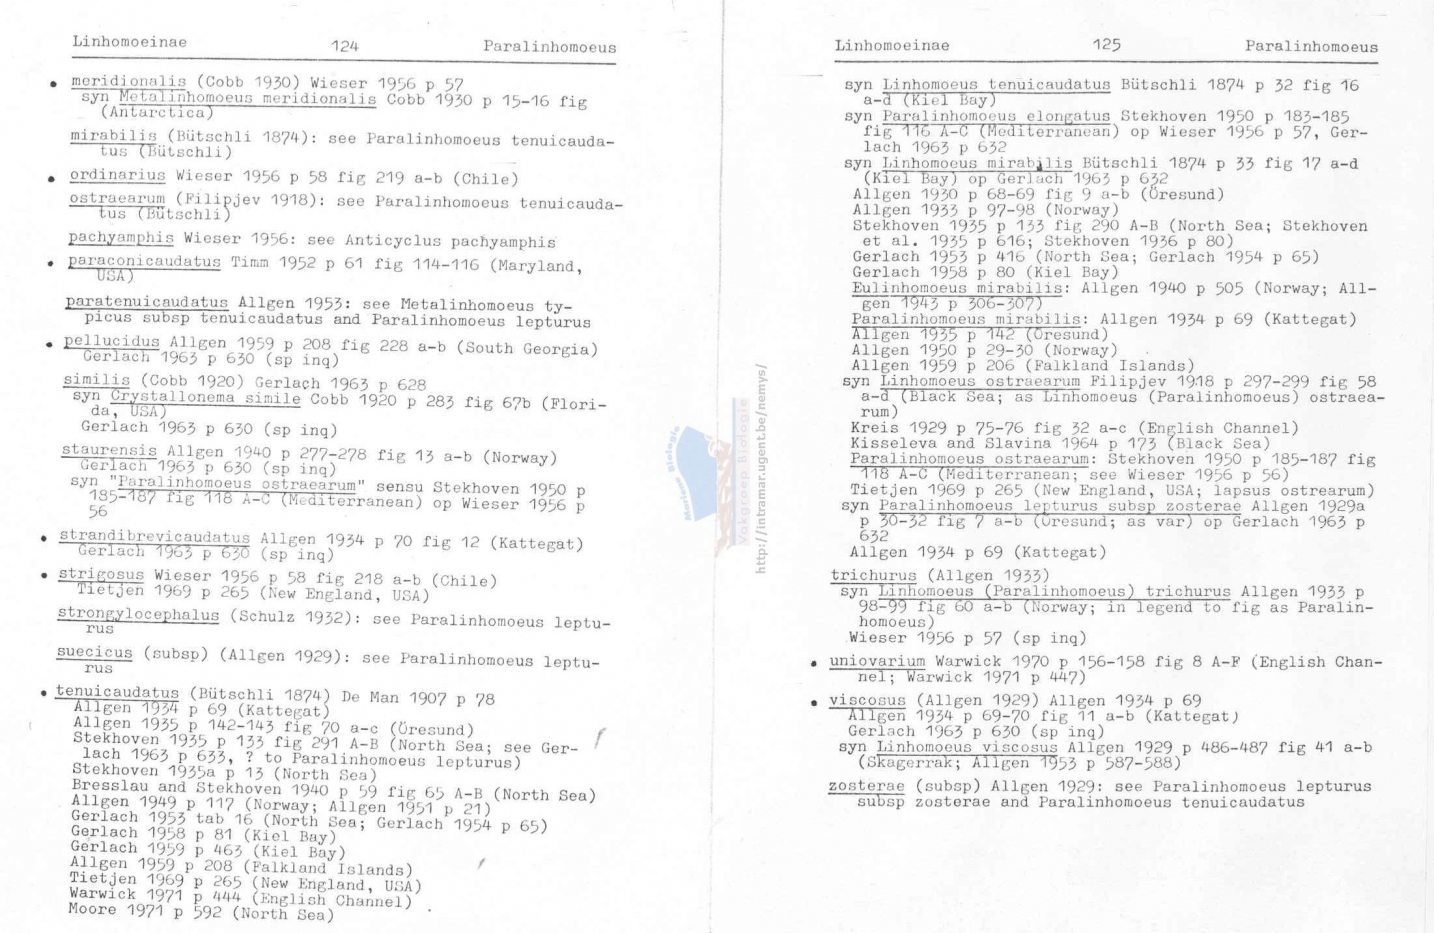 Linhomoeinae 124 Paralinhomoeus
• meridionalis (Cobb 1930) Wieser 1956 p 57
syn Metalinhomoeus meridionalis Cobb 1930 p 15-16 fig
(Antarctica)
mirabilis (Bütschli 1874): see Paralinhomoeus tenuicauda-
tus (Bütschli)
• ordinarius Wieser 1956 p 58 fig 219 a-b (Chile)
ostraearum (Filipjev 1918): see Paralinhomoeus tenuicauda-
tus (Bütschli)
pachyamphis Wieser 1956: see Anticyclus pachyamphis
• paraconicaudatus Timm 1952 p 61 fig 114-116 (Maryland,
USA)
paratenuicaudatus Allgen 1953: see Metalinhomoeus ty-
picus subsp tenuicaudatus and Paralinhomoeus lepturus
• pellucidus Allgen 1959 p 208 fig 228 a-b (South Georgia)
Gerlach 1963 p 630 (sp inq)
similis (Cobb 1920) Gerlach 1963 p 628
syn Crystallonema simile Cobb 1920 p 283 fig 67b (Flori-
da, USA)
Gerlach 1963 p 630 (sp inq)
staurensis Allgen 1940 p 277-278 fig 13 a-b (Norway)
Gerlach 1963 p 630 (sp inq)
syn "Paralinhomoeus ostraearum" sensu Stekhoven 1950 p
185-187 fig 118 A-C (Mediterranean) op Wieser 1956 p
56
• strandibrevicaudatus Allgen 1934 p 70 fig 12 (Kattegat)
Gerlach 1963 p 630 (sp inq)
• strigosus Wieser 1956 p 58 fig 218 a-b (Chile)
Tietjen 1969 p 265 (New England, USA)
strongylocephalus (Schulz 1932): see Paralinhomoeus leptu-
rus
suecicus (subsp) (Allgen 1929): see Paralinhomoeus leptu-
rus
• tenuicaudatus (Bütschli 1874) De Man 1907 p 78
Allgen 1934 p 69 (Kattegat)
Allgen 1935 p 142-143 fig 70 a-c (Öresund)
Stekhoven 1935 p 133 fig 291 A-B (North Sea; see Ger-
lach 1963 p 633, ? to Paralinhomoeus lepturus)
Stekhoven 1935a p 13 (North Sea)
Bresslau and Stekhoven 1940 p 59 fig 65 A-B (North Sea)
Allgen 1949 p 117 (Norway; Allgen 1951 p 21)
Gerlach 1953 tab 16 (North Sea; Gerlach 1954 p 65)
Gerlach 1958 p 81 (Kiel Bay)
Gerlach 1959 p 463 (Kiel Bay)
Allgen 1959 p 208 (Falkland Islands)
Tietjen 1969 p 265 (New England, USA)
Warwick 1971 p 444 (English Channel)
Moore 1971 p 592 (North Sea)
Mariene Biologie
Vakgroep Biologie
http://intramar.ugent.be/nemys/
Linhomoeinae 125 Paralinhomoeus
syn Linhomoeus tenuicaudatus Bütschli 1874 p 32 fig 16
a-d (Kiel Bay)
syn Paralinhomoeus elongatus Stekhoven 1950 p 183-185
fig 116 A-C (Mediterranean) op Wieser 1956 p 57, Ger-
lach 1963 p 632
syn Linhomoeus mirabilis Bütschli 1874 p 33 fig 17 a-d
(Kiel Bay) op Gerlach 1963 p 632
Allgen 1930 p 68-69 fig 9 a-b (Öresund)
Allgen 1933 p 97-98 (Norway)
Stekhoven 1935 p 133 fig 290 A-B (North Sea; Stekhoven
et al. 1935 p 616; Stekhoven 1936 p 80)
Gerlach 1953 p 416 (North Sea; Gerlach 1954 p 65)
Gerlach 1958 p 80 (Kiel Bay)
Eulinhomoeus mirabilis: Allgen 1940 p 505 (Norway; All-
gen 1943 p 306-307)
Paralinhomoeus mirabilis: Allgen 1934 p 69 (Kattegat)
Allgen 1935 p 142 (Öresund)
Allgen 1950 p 29-30 (Norway)
Allgen 1959 p 206 (Falkland Islands)
syn Linhomoeus ostraearum Filipjev 1918 p 297-299 fig 58
a-d (Black Sea; as Linhomoeus (Paralinhomoeus) ostraea-
rum)
Kreis 1929 p 75-76 fig 32 a-c (English Channel)
Kisseleva and Slavina 1964 p 173 (Black Sea)
Paralinhomoeus ostraearum: Stekhoven 1950 p 185-187 fig
118 A-C (Mediterranean; see Wieser 1956 p 56)
Tietjen 1969 p 265 (New England, USA; lapsus ostrearum)
syn Paralinhomoeus lepturus subsp zosterae Allgen 1929a
p 30-32 fig 7 a-b (Öresund; as var) op Gerlach 1963 p
632
Allgen 1934 p 69 (Kattegat)
trichurus (Allgen 1933)
syn Linhomoeus (Paralinhomoeus) trichurus Allgen 1933 p
98-99 fig 60 a-b (Norway; in legend to fig as Paralin-
homoeus)
Wieser 1956 p 57 (sp inq)
• uniovarium Warwick 1970 p 156-158 fig 8 A-F (English Chan-
nel; Warwick 1971 p 447)
• viscosus (Allgen 1929) Allgen 1934 p 69
Allgen 1934 p 69-70 fig 11 a-b (Kattegat)
Gerlach 1963 p 630 (sp inq)
syn Linhomoeus viscosus Allgen 1929 p 486-487 fig 41 a-b
(Skagerrak; Allgen 1953 p 587-588)
zosterae (subsp) Allgen 1929: see Paralinhomoeus lepturus
subsp zosterae and Paralinhomoeus tenuicaudatus